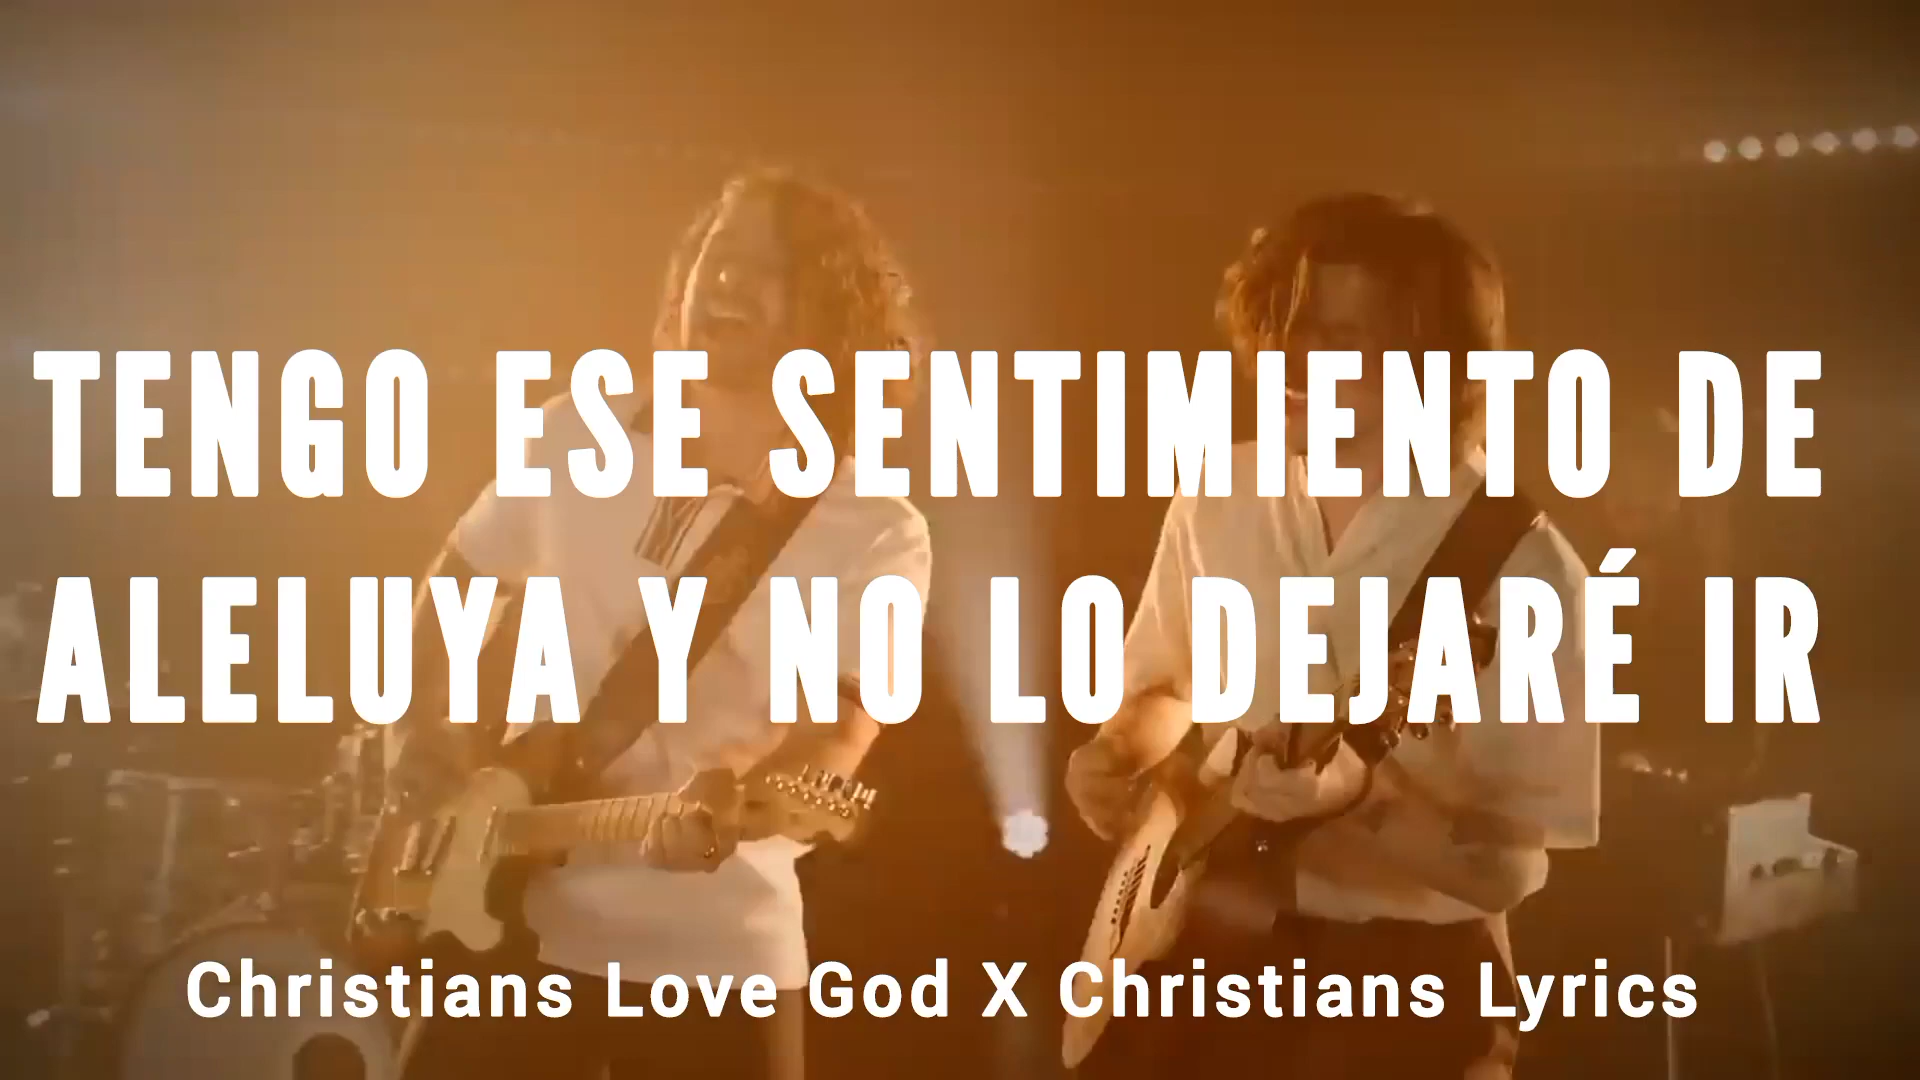 TENGO ESE SENTIMIENTO DE
ALELUYA Y NO LO DEJARÉ IR
Christians Love God X Christians Lyrics